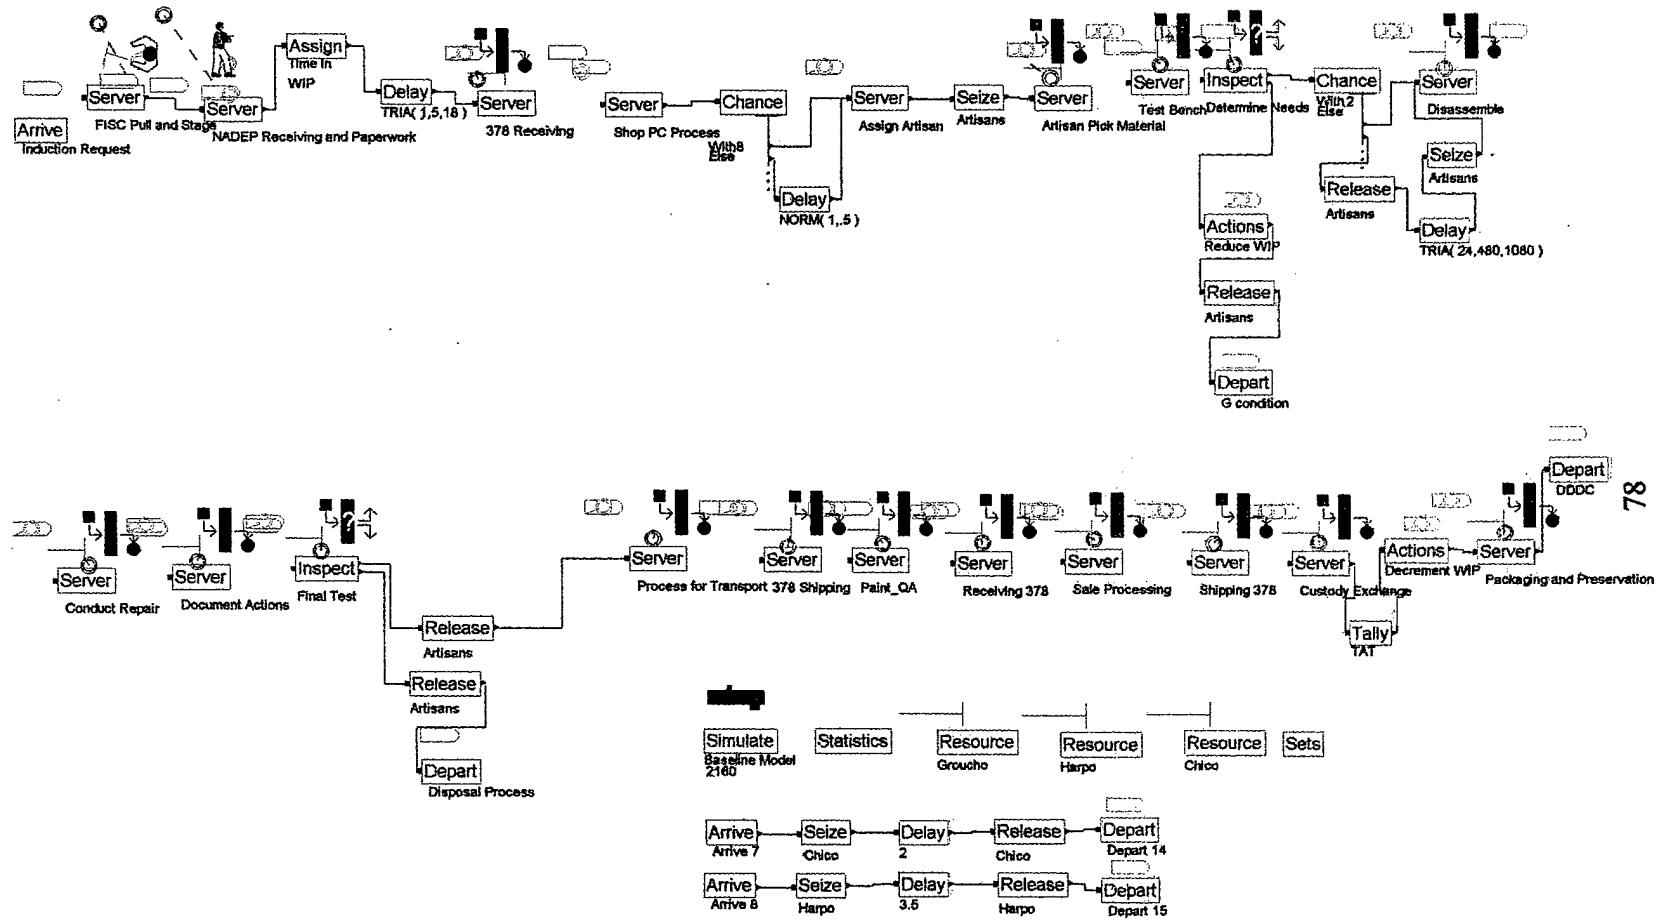 Arrive
Induction Request
Server
FISC Pull and Stage
Server
NADEP Receiving and Paperwork
Assign
Time In
WIP
Delay
TRIA( 1,5,18 )
Server
378 Receiving
Server
Shop PC Process
Chance
With8
Else
Delay
NORM( 1,.5 )
Server
Assign Artisan
Seize
Artisans
Server
Artisan Pick Material
Server
Test Bench
Inspect
?
Determine Needs
Chance
With2
Else
Server
Disassemble
Seize
Artisans
Release
Artisans
Delay
TRIA( 24,480,1080 )
Actions
Reduce WIP
Release
Artisans
Depart
G condition
Server
Conduct Repair
Server
Document Actions
?
Inspect
Final Test
Release
Artisans
Release
Artisans
Depart
Disposal Process
Server
Process for Transport
Server
378 Shipping
Server
Paint_QA
Server
Receiving 378
Server
Sale Processing
Server
Shipping 378
Server
Custody Exchange
Tally
TAT
Actions
Decrement WIP
Server
Packaging and Preservation
Depart
DDDC
78
Simulate
Baseline Model
2160
Statistics
Resource
Groucho
Resource
Harpo
Resource
Chico
Sets
Arrive
Arrive 7
Seize
Chico
Delay
2
Release
Chico
Depart
Depart 14
Arrive
Arrive 8
Seize
Harpo
Delay
3.5
Release
Harpo
Depart
Depart 15